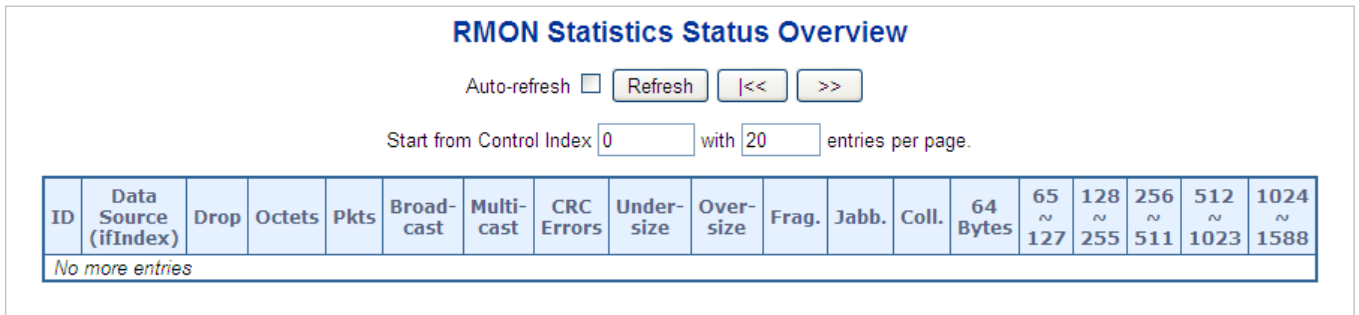 RMON Statistics Status Overview
Auto-refresh Refresh |<< >>
Start from Control Index 0 with 20 entries per page.
ID Data Source (ifIndex) Drop Octets Pkts Broad-cast Multi-cast CRC Errors Under-size Over-size Frag. Jabb. Coll. 64 Bytes 65 ~ 127 128 ~ 255 256 ~ 511 512 ~ 1023 1024 ~ 1588
No more entries